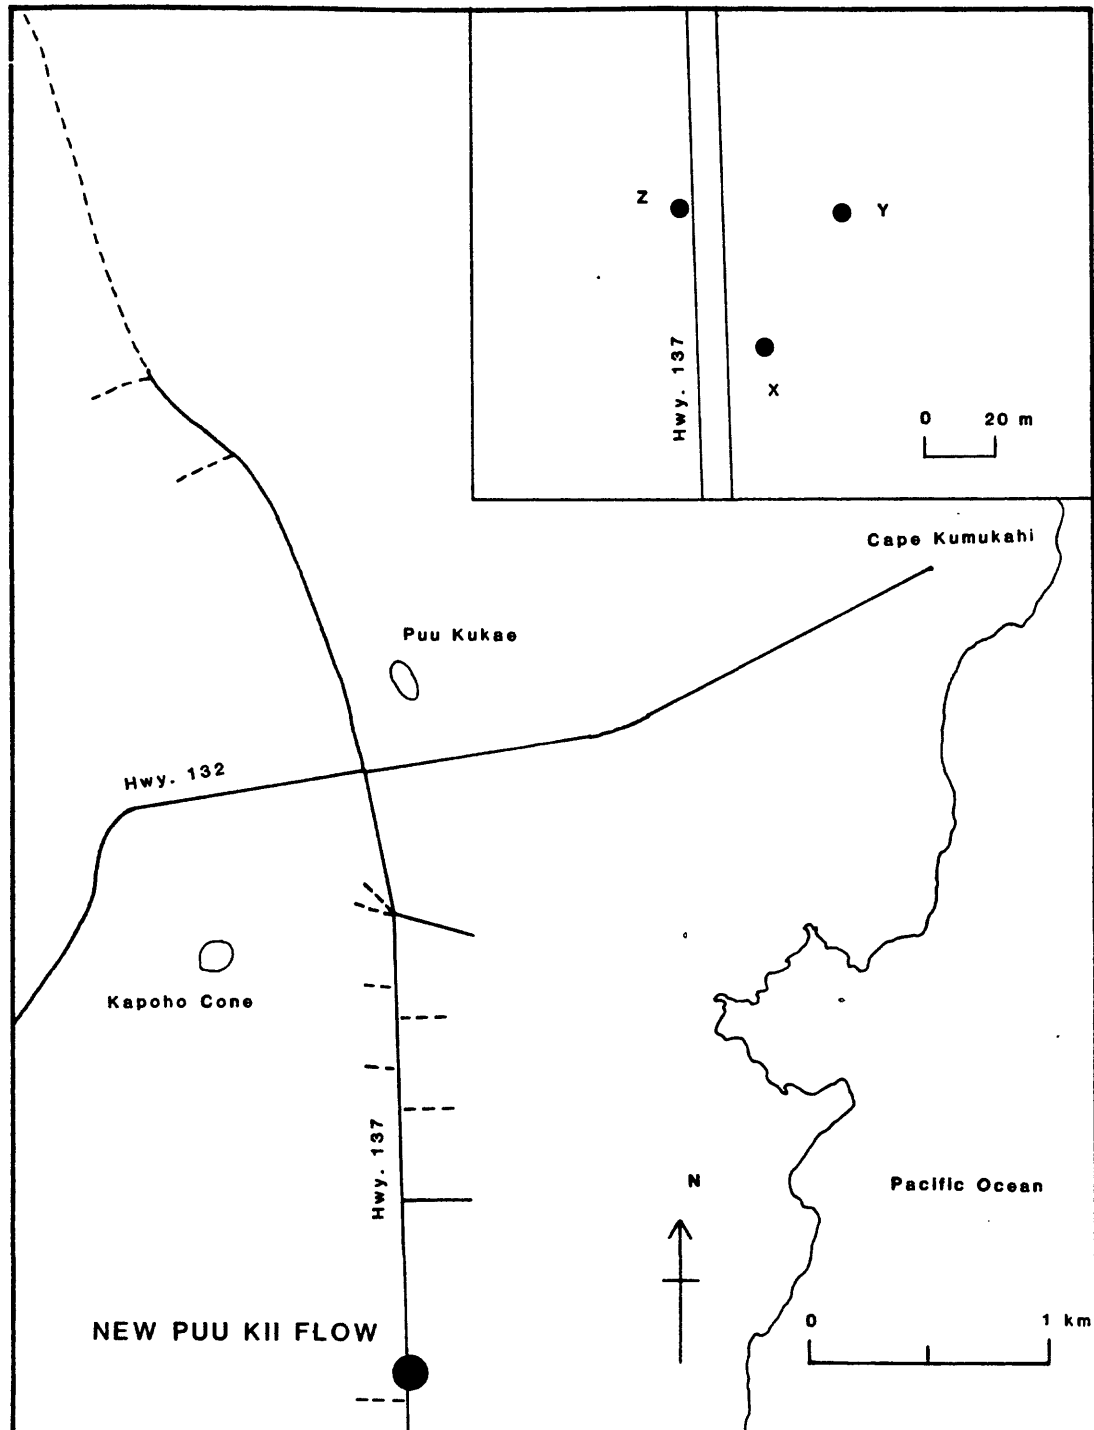 Z
Y
Hwy. 137
X
0 20 m
Cape Kumukahi
Puu Kukae
Hwy. 132
Kapoho Cone
Hwy. 137
N
Pacific Ocean
NEW PUU KII FLOW
0 1 km